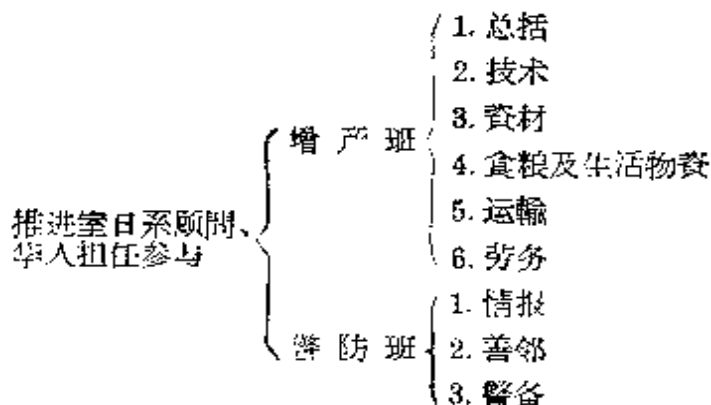 推进室日系顾問、
华人担任参与
增产班
1. 总括
2. 技术
3. 資材
4. 食粮及生活物資
5. 运輸
6. 劳务
警防班
1. 情报
2. 善邻
3. 警备